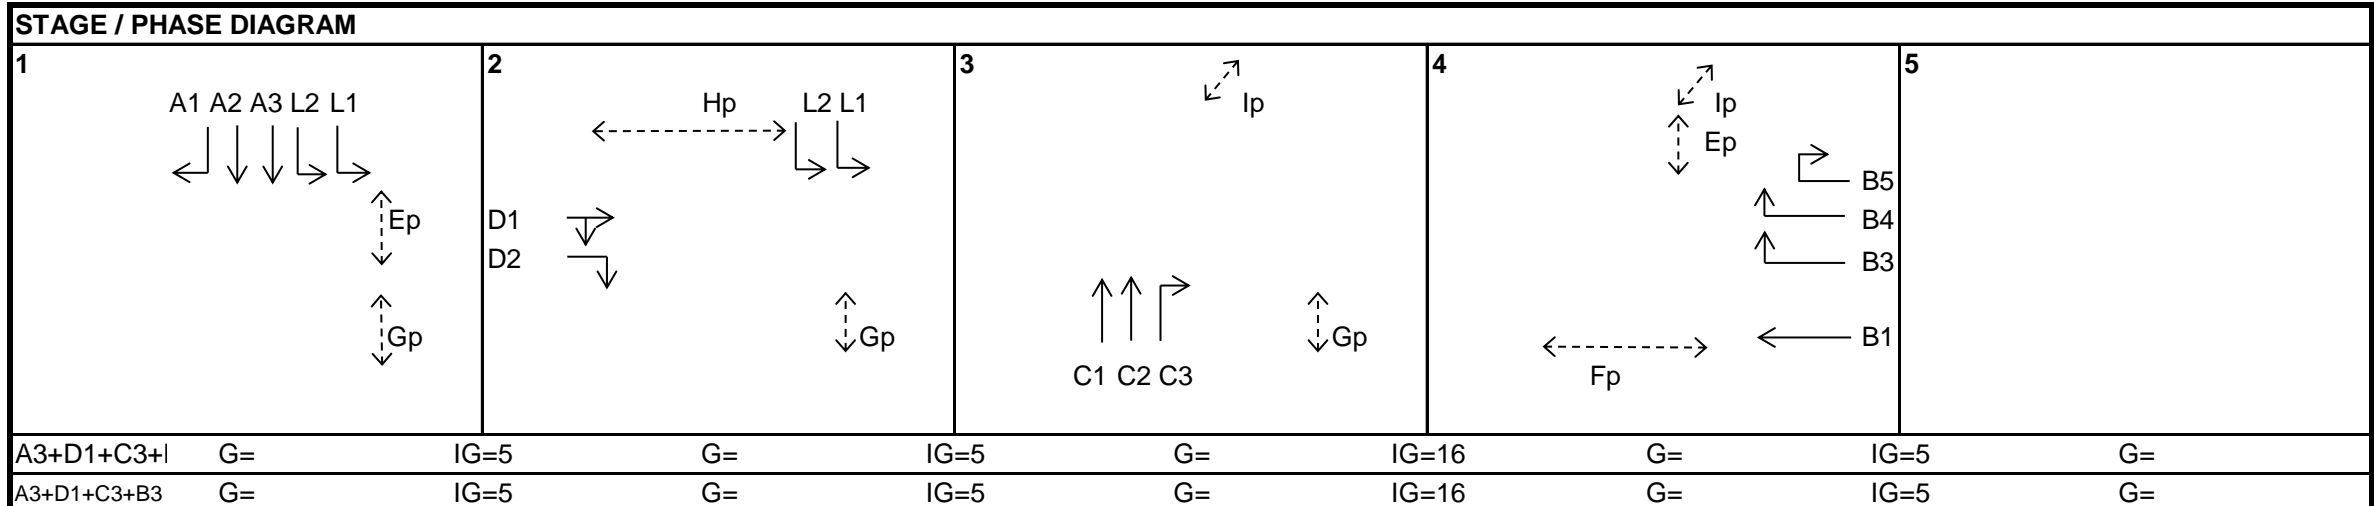 STAGE / PHASE DIAGRAM
1 2 3 4 5
A1 A2 A3 L2 L1
Ep
Gp
Hp L2 L1
D1
D2
Gp
Ip
Gp
C1 C2 C3
Ip
Ep
B5
B4
B3
B1
Fp
A3+D1+C3+ G= IG=5 G= IG=5 G= IG=16 G= IG=5 G=
A3+D1+C3+B3 G= IG=5 G= IG=5 G= IG=16 G= IG=5 G=